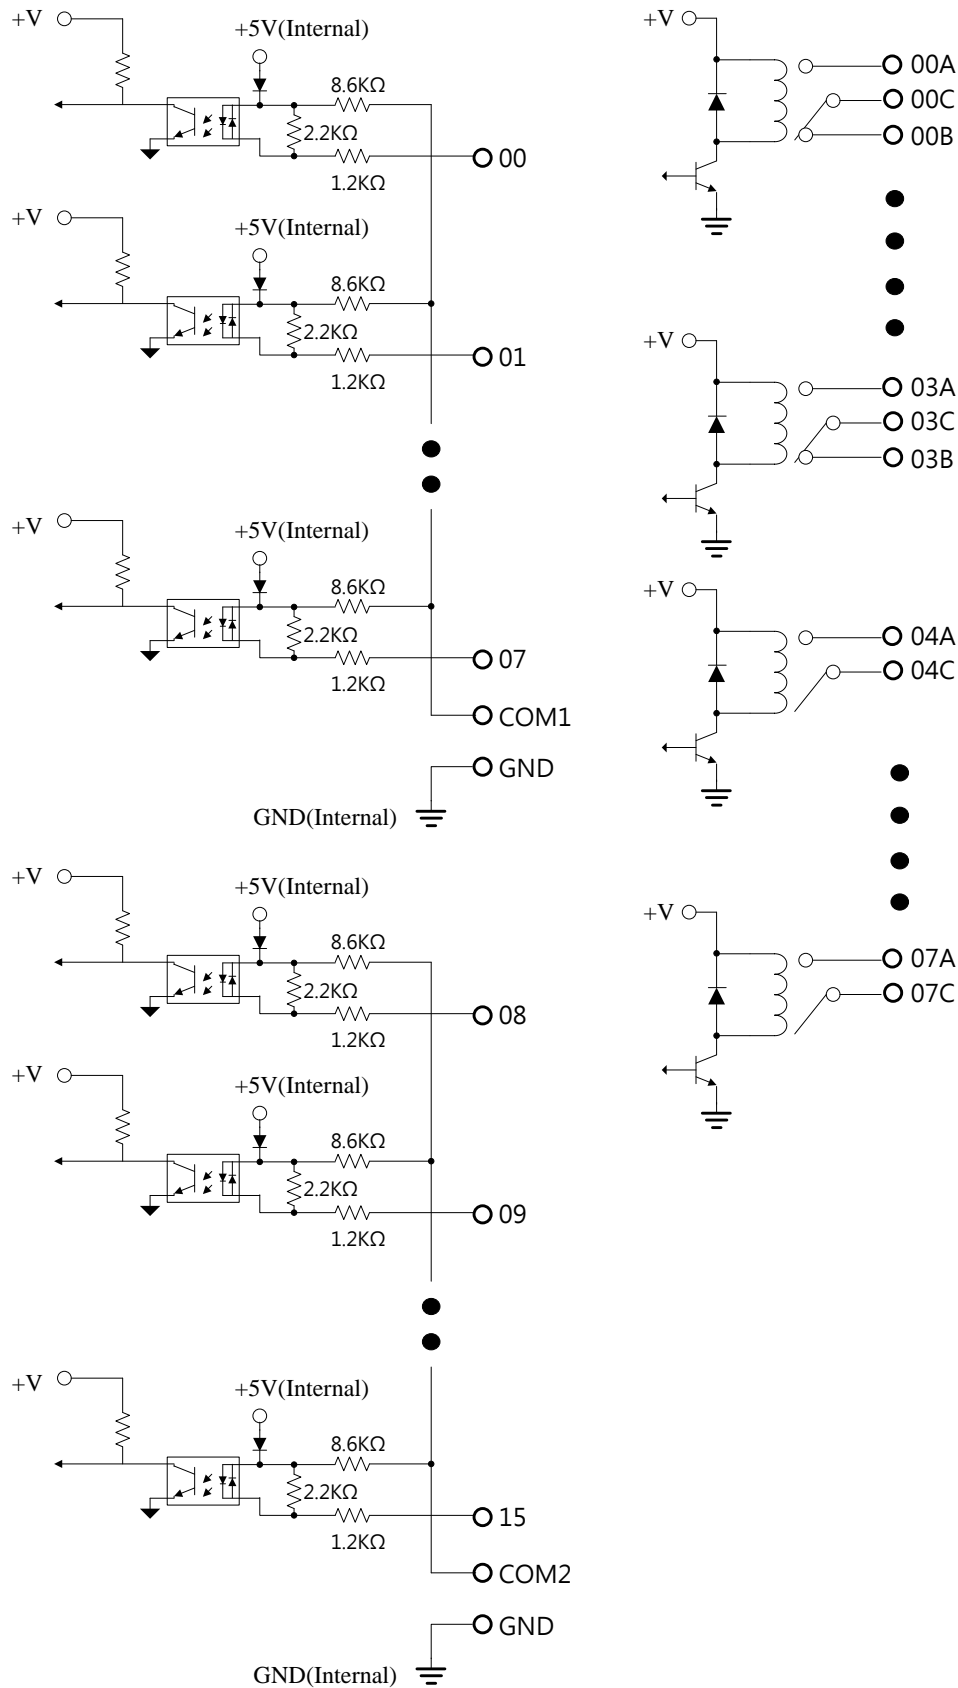 +V
+5V(Internal)
8.6KΩ
2.2KΩ
00
1.2KΩ
+V
+5V(Internal)
8.6KΩ
2.2KΩ
01
1.2KΩ
+V
+5V(Internal)
8.6KΩ
2.2KΩ
07
1.2KΩ
COM1
GND
GND(Internal)
+V
+5V(Internal)
8.6KΩ
2.2KΩ
08
1.2KΩ
+V
+5V(Internal)
8.6KΩ
2.2KΩ
09
1.2KΩ
+V
+5V(Internal)
8.6KΩ
2.2KΩ
15
1.2KΩ
COM2
GND
GND(Internal)
+V
00A
00C
00B
+V
03A
03C
03B
+V
04A
04C
+V
07A
07C